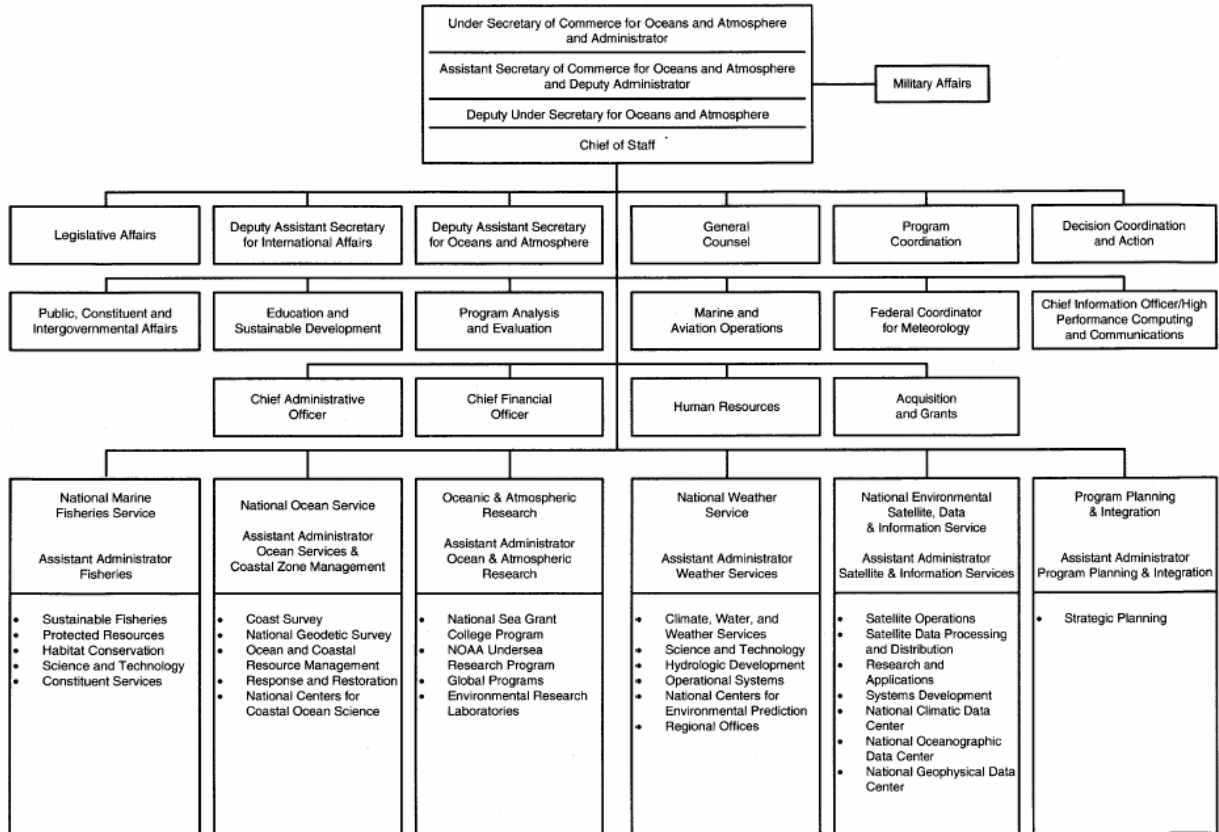 Under Secretary of Commerce for Oceans and Atmosphere
and Administrator
Assistant Secretary of Commerce for Oceans and Atmosphere
and Deputy Administrator
Deputy Under Secretary for Oceans and Atmosphere
Chief of Staff
Military Affairs
Legislative Affairs
Deputy Assistant Secretary
for International Affairs
Deputy Assistant Secretary
for Oceans and Atmosphere
General
Counsel
Program
Coordination
Decision Coordination
and Action
Public, Constituent and
Intergovernmental Affairs
Education and
Sustainable Development
Program Analysis
and Evaluation
Marine and
Aviation Operations
Federal Coordinator
for Meteorology
Chief Information Officer/High
Performance Computing
and Communications
Chief Administrative
Officer
Chief Financial
Officer
Human Resources
Acquisition
and Grants
National Marine
Fisheries Service
Assistant Administrator
Fisheries
• Sustainable Fisheries
• Protected Resources
• Habitat Conservation
• Science and Technology
• Constituent Services
National Ocean Service
Assistant Administrator
Ocean Services &
Coastal Zone Management
• Coast Survey
• National Geodetic Survey
• Ocean and Coastal
Resource Management
• Response and Restoration
• National Centers for
Coastal Ocean Science
Oceanic & Atmospheric
Research
Assistant Administrator
Ocean & Atmospheric
Research
• National Sea Grant
College Program
• NOAA Undersea
Research Program
• Global Programs
• Environmental Research
Laboratories
National Weather
Service
Assistant Administrator
Weather Services
• Climate, Water, and
Weather Services
• Science and Technology
• Hydrologic Development
• Operational Systems
• National Centers for
Environmental Prediction
• Regional Offices
National Environmental
Satellite, Data
& Information Service
Assistant Administrator
Satellite & Information Services
• Satellite Operations
• Satellite Data Processing
and Distribution
• Research and
Applications
• Systems Development
• National Climatic Data
Center
• National Oceanographic
Data Center
• National Geophysical Data
Center
Program Planning
& Integration
Assistant Administrator
Program Planning & Integration
• Strategic Planning